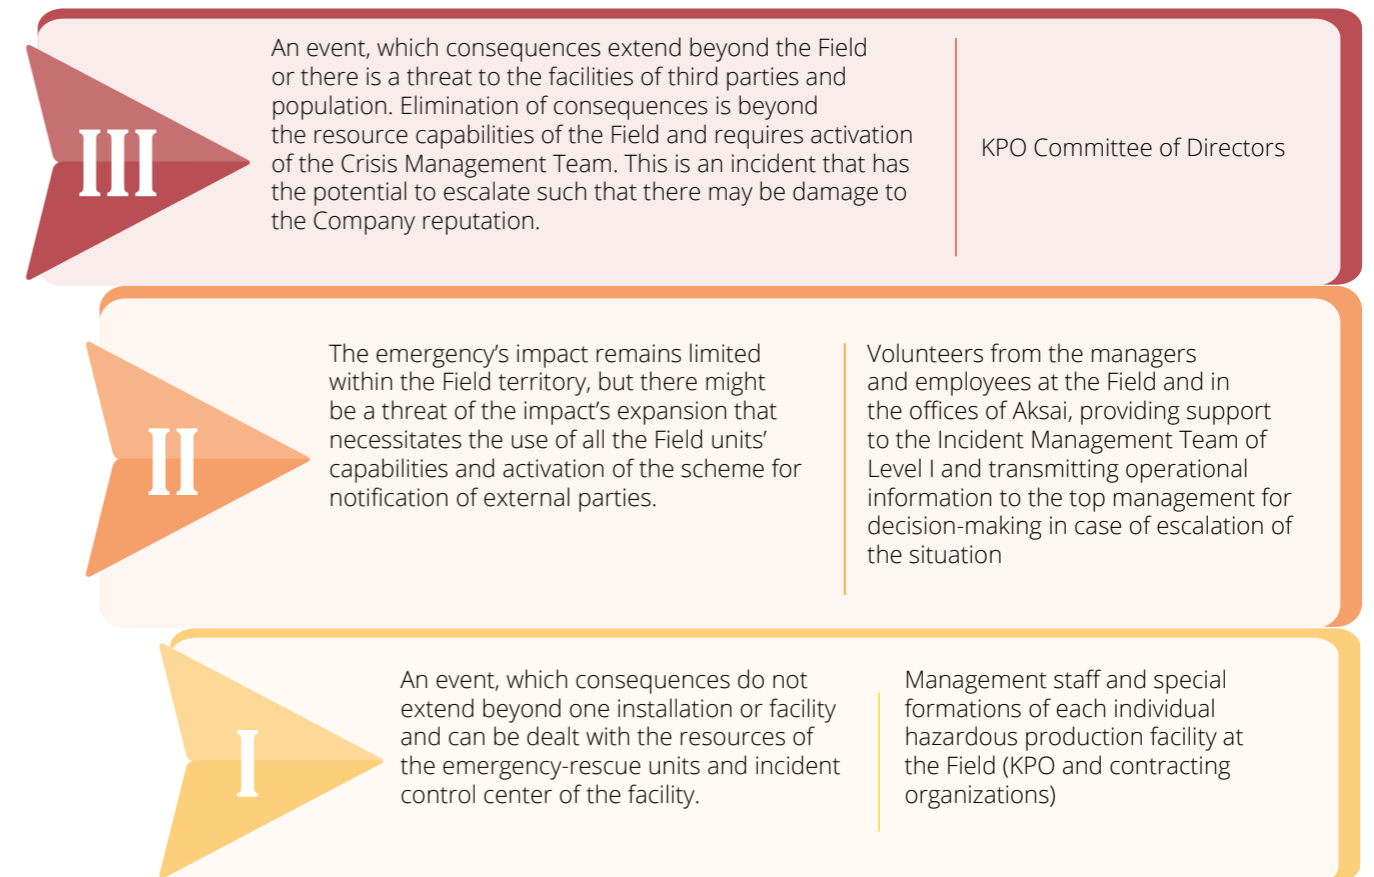 III
An event, which consequences extend beyond the Field
or there is a threat to the facilities of third parties and
population. Elimination of consequences is beyond
the resource capabilities of the Field and requires activation
of the Crisis Management Team. This is an incident that has
the potential to escalate such that there may be damage to
the Company reputation.
KPO Committee of Directors
II
The emergency’s impact remains limited
within the Field territory, but there might
be a threat of the impact’s expansion that
necessitates the use of all the Field units’
capabilities and activation of the scheme for
notification of external parties.
Volunteers from the managers
and employees at the Field and in
the offices of Aksai, providing support
to the Incident Management Team of
Level I and transmitting operational
information to the top management for
decision-making in case of escalation of
the situation
I
An event, which consequences do not
extend beyond one installation or facility
and can be dealt with the resources of
the emergency-rescue units and incident
control center of the facility.
Management staff and special
formations of each individual
hazardous production facility at
the Field (KPO and contracting
organizations)